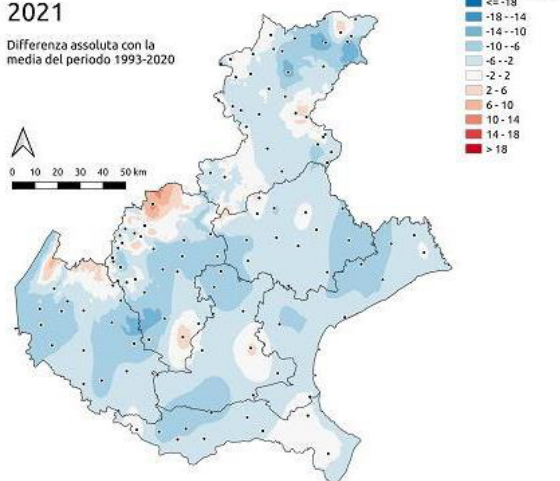 2021
Differenza assoluta con la
media del periodo 1993-2020
0 10 20 30 40 50 km
<= -18
-18 - -14
-14 - -10
-10 - -6
-6 - -2
-2 - 2
2 - 6
6 - 10
10 - 14
14 - 18
> 18